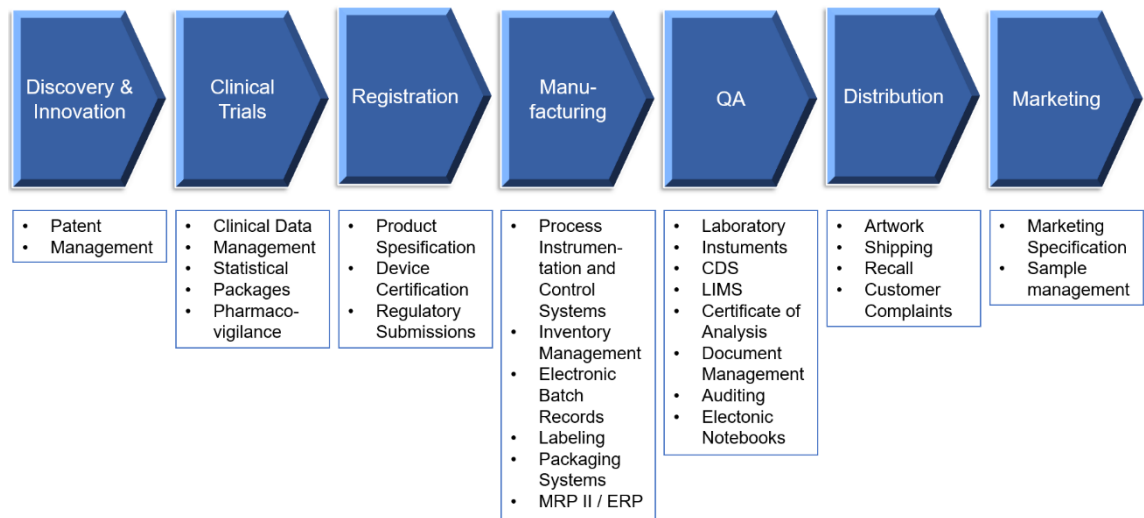 Discovery &
Innovation
Clinical
Trials
Registration
Manu-
facturing
QA
Distribution
Marketing
• Patent
• Management
• Clinical Data
• Management
• Statistical
• Packages
• Pharmaco-
vigilance
• Product
Spesification
• Device
Certification
• Regulatory
Submissions
• Process
Instrumen-
tation and
Control
Systems
• Inventory
Management
• Electronic
Batch
Records
• Labeling
• Packaging
Systems
• MRP II / ERP
• Laboratory
• Instuments
• CDS
• LIMS
• Certificate of
Analysis
• Document
Management
• Auditing
• Electonic
Notebooks
• Artwork
• Shipping
• Recall
• Customer
Complaints
• Marketing
Specification
• Sample
management